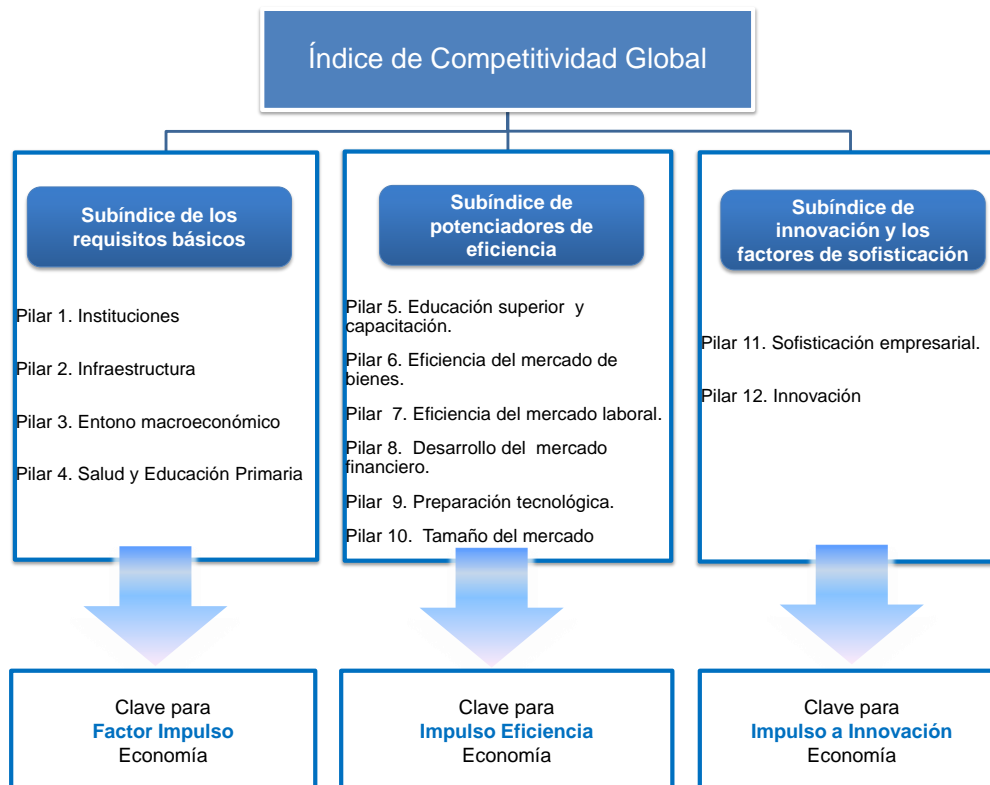 Índice de Competitividad Global
Subíndice de los
requisitos básicos
Pilar 1. Instituciones
Pilar 2. Infraestructura
Pilar 3. Entono macroeconómico
Pilar 4. Salud y Educación Primaria
Clave para
Factor Impulso
Economía
Subíndice de
potenciadores de
eficiencia
Pilar 5. Educación superior y
capacitación.
Pilar 6. Eficiencia del mercado de
bienes.
Pilar 7. Eficiencia del mercado laboral.
Pilar 8. Desarrollo del mercado
financiero.
Pilar 9. Preparación tecnológica.
Pilar 10. Tamaño del mercado
Clave para
Impulso Eficiencia
Economía
Subíndice de
innovación y los
factores de sofisticación
Pilar 11. Sofisticación empresarial.
Pilar 12. Innovación
Clave para
Impulso a Innovación
Economía